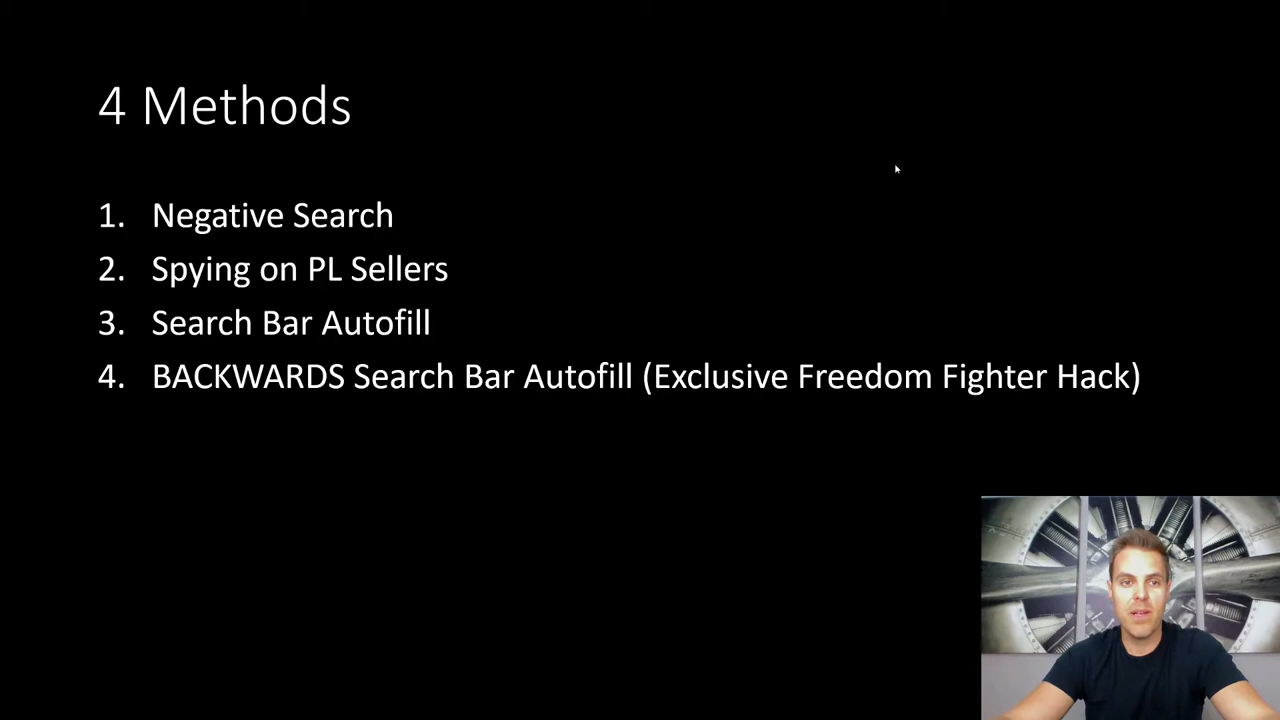 4 Methods
1. Negative Search
2. Spying on PL Sellers
3. Search Bar Autofill
4. BACKWARDS Search Bar Autofill (Exclusive Freedom Fighter Hack)